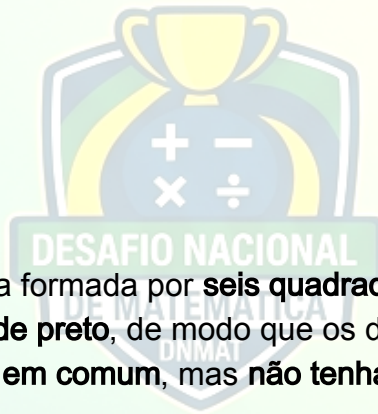 DESAFIO NACIONAL
a formada por seis quadrad
DE MATEMÁTICA
de preto, de modo que os d
DNMAT
em comum, mas não tenha